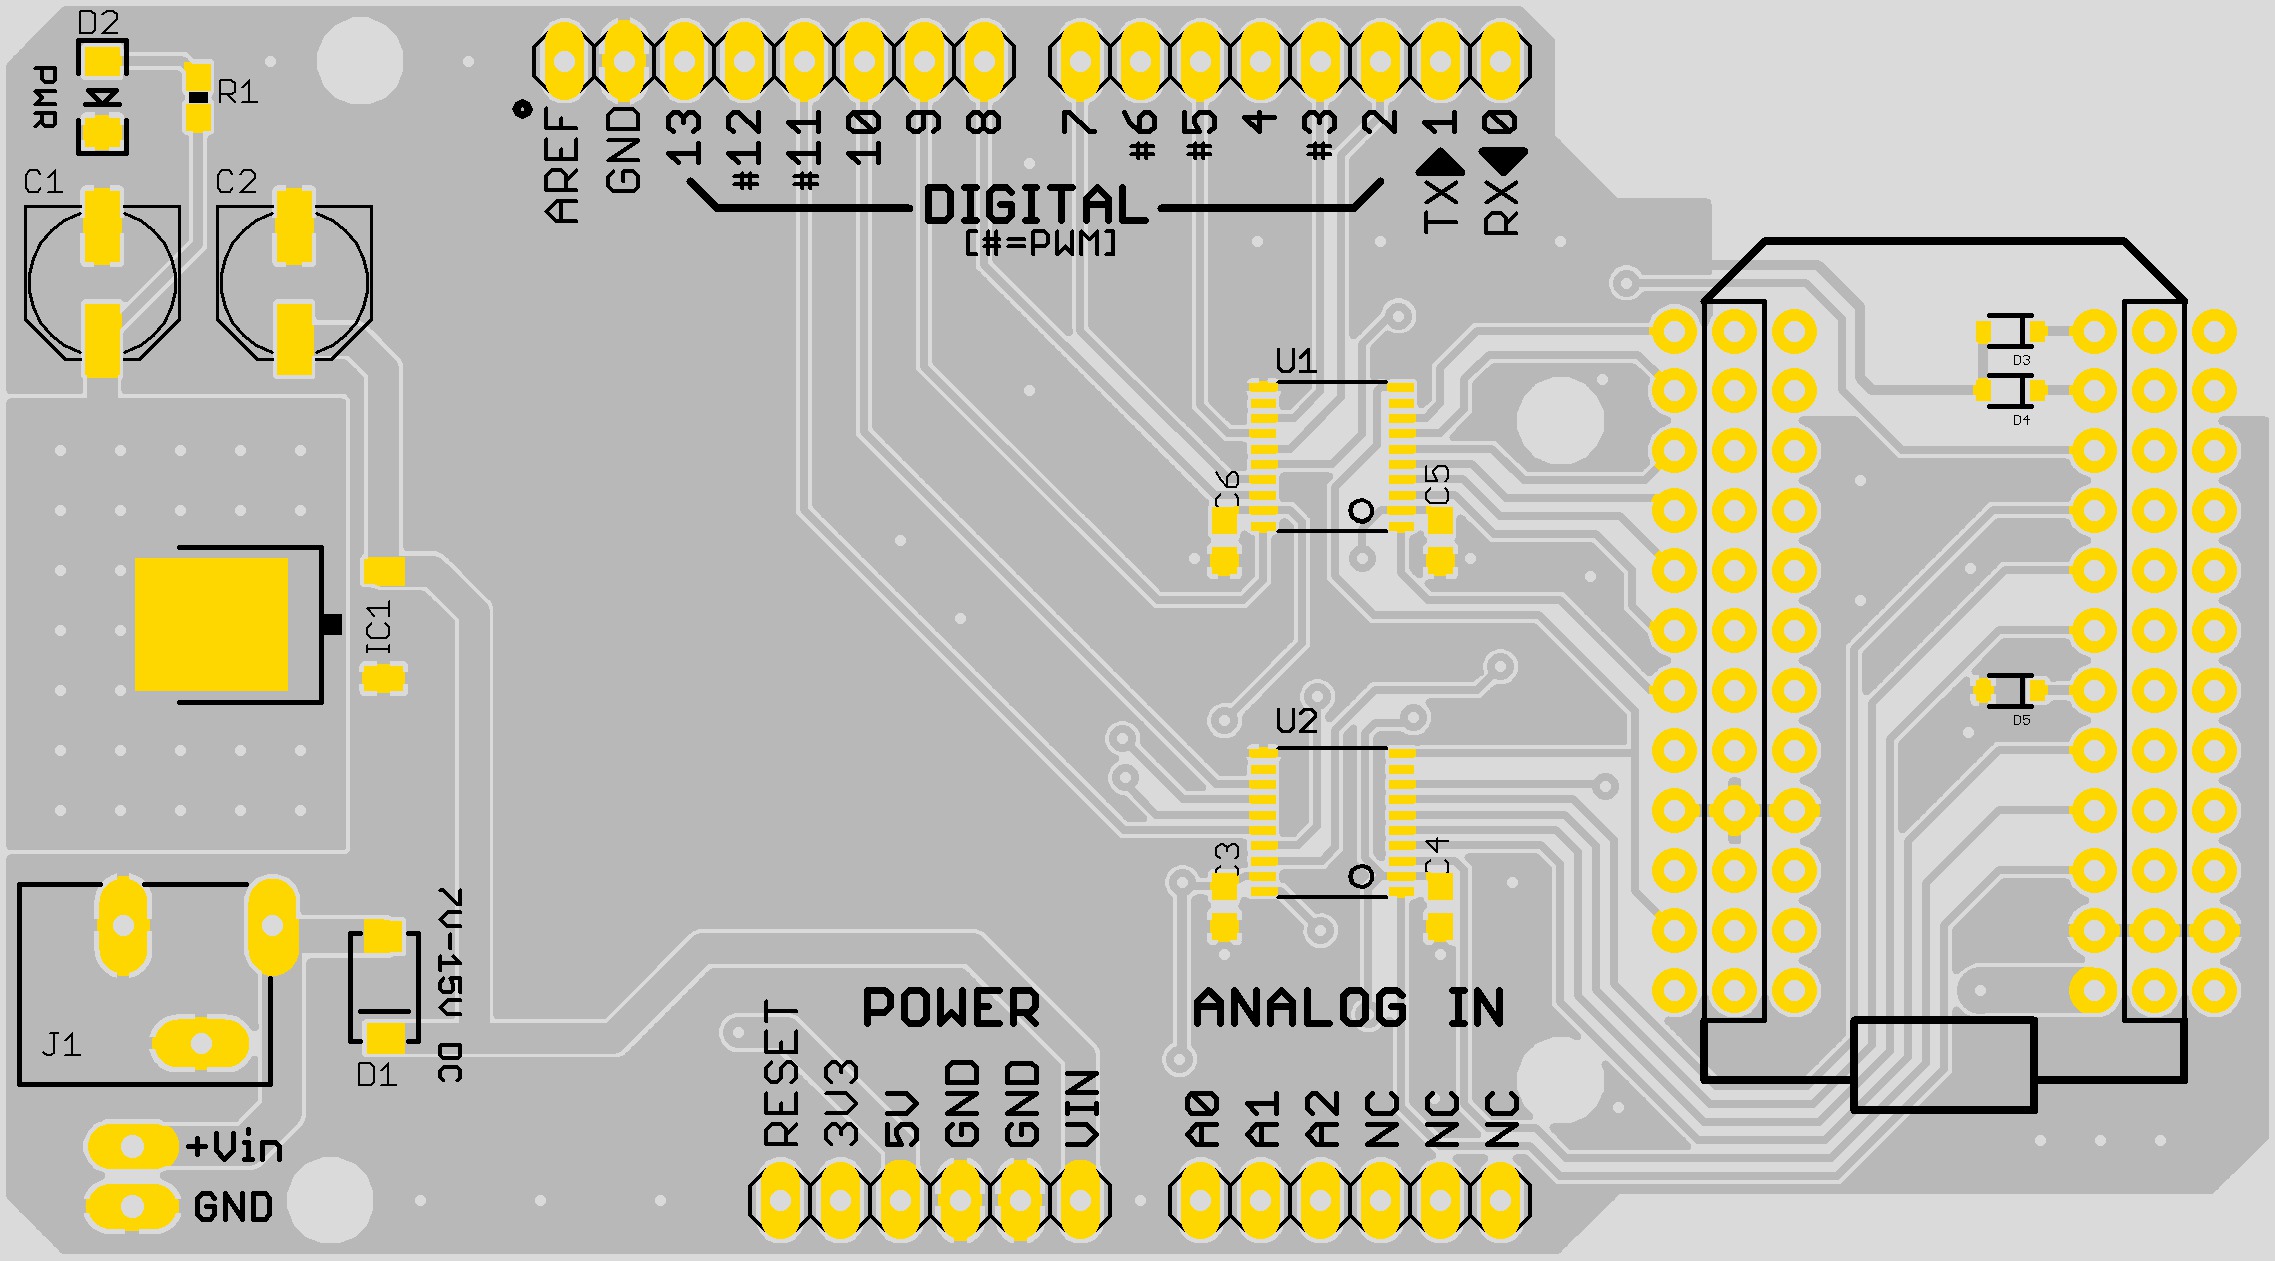 D2
PWR
R1
C1
C2
AREF
GND
13
#12
#11
10
9
8
7
#6
#5
4
#3
2
TX 1
RX 0
DIGITAL
[#=PWM]
U1
C6
C5
D3
D4
IC1
U2
D5
C3
C4
7V-15V DC
J1
D1
+Vin
GND
POWER
RESET
3V3
5V
GND
GND
VIN
ANALOG IN
A0
A1
A2
NC
NC
NC